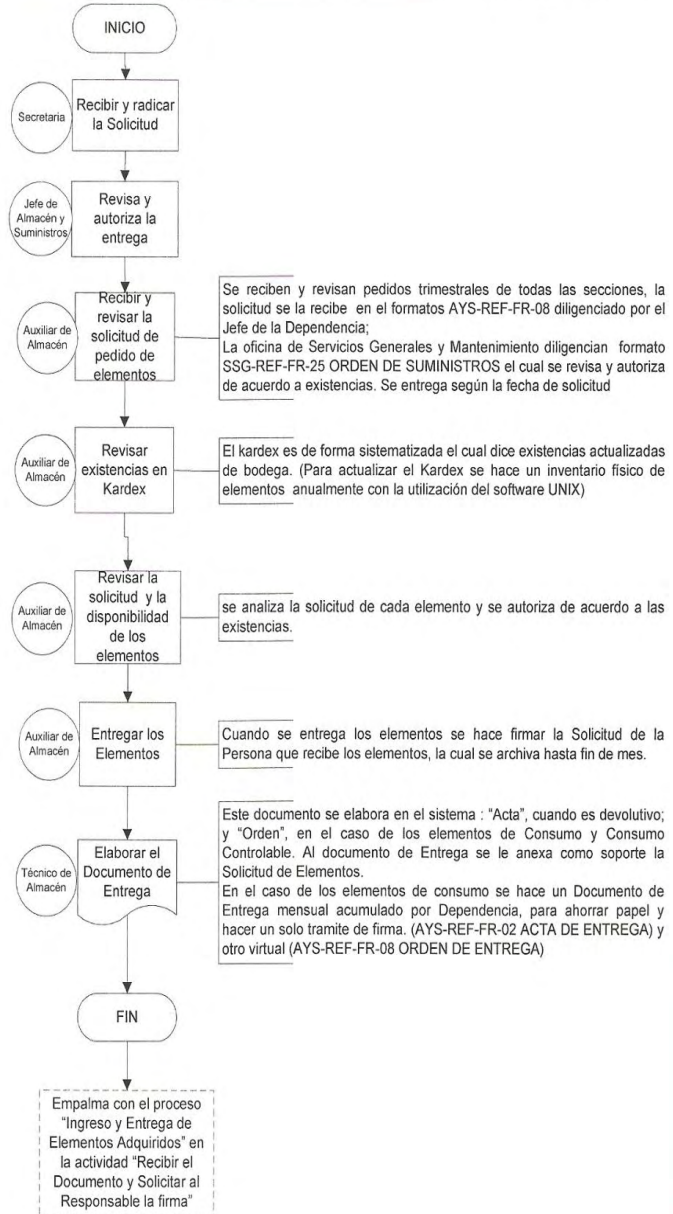 INICIO
Secretaria
Recibir y radicar
la Solicitud
Jefe de
Almacén y
Suministros
Revisa y
autoriza la
entrega
Auxiliar de
Almacén
Recibir y
revisar la
solicitud de
pedido de
elementos
Se reciben y revisan pedidos trimestrales de todas las secciones, la
solicitud se la recibe en el formatos AYS-REF-FR-08 diligenciado por el
Jefe de la Dependencia;
La oficina de Servicios Generales y Mantenimiento diligencian formato
SSG-REF-FR-25 ORDEN DE SUMINISTROS el cual se revisa y autoriza
de acuerdo a existencias. Se entrega según la fecha de solicitud
Auxiliar de
Almacén
Revisar
existencias en
Kardex
El kardex es de forma sistematizada el cual dice existencias actualizadas
de bodega. (Para actualizar el Kardex se hace un inventario físico de
elementos anualmente con la utilización del software UNIX)
Auxiliar de
Almacén
Revisar la
solicitud y la
disponibilidad
de los
elementos
se analiza la solicitud de cada elemento y se autoriza de acuerdo a las
existencias.
Auxiliar de
Almacén
Entregar los
Elementos
Cuando se entrega los elementos se hace firmar la Solicitud de la
Persona que recibe los elementos, la cual se archiva hasta fin de mes.
Técnico de
Almacén
Elaborar el
Documento de
Entrega
Este documento se elabora en el sistema : “Acta”, cuando es devolutivo;
y “Orden”, en el caso de los elementos de Consumo y Consumo
Controlable. Al documento de Entrega se le anexa como soporte la
Solicitud de Elementos.
En el caso de los elementos de consumo se hace un Documento de
Entrega mensual acumulado por Dependencia, para ahorrar papel y
hacer un solo tramite de firma. (AYS-REF-FR-02 ACTA DE ENTREGA) y
otro virtual (AYS-REF-FR-08 ORDEN DE ENTREGA)
FIN
Empalma con el proceso
“Ingreso y Entrega de
Elementos Adquiridos” en
la actividad “Recibir el
Documento y Solicitar al
Responsable la firma”